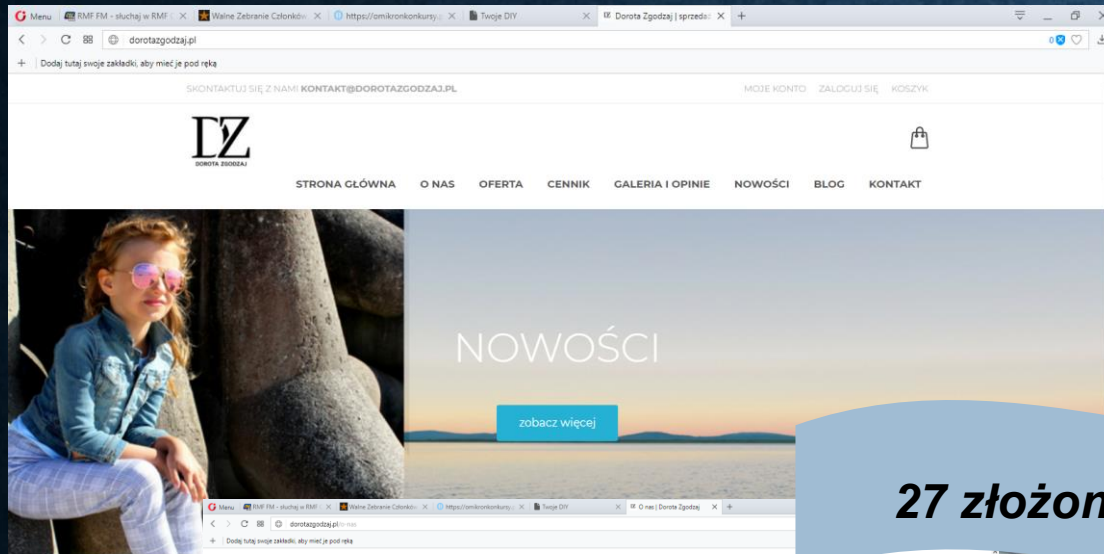 Menu RMF FM - słuchaj w RMF Walne Zebranie Członków https://omikronkonkursy. Twoje DIY Dorota Zgodzaj | sprzedaż
dorotazgodzaj.pl 0
Dodaj tutaj swoje zakładki, aby mieć je pod ręką
SKONTAKTUJ SIĘ Z NAMI KONTAKT@DOROTAZGODZAJ.PL MOJE KONTO ZALOGUJ SIĘ KOSZYK
DZ
DOROTA ZGODZAJ
STRONA GŁÓWNA O NAS OFERTA CENNIK GALERIA I OPINIE NOWOŚCI BLOG KONTAKT
NOWOŚCI
zobacz więcej
27 złożon
Menu RMF FM - słuchaj w RMF Walne Zebranie Członków https://omikronkonkursy. Twoje DIY O nas | Dorota Zgodzaj
dorotazgodzaj.pl/o-nas
Dodaj tutaj swoje zakładki, aby mieć je pod ręką